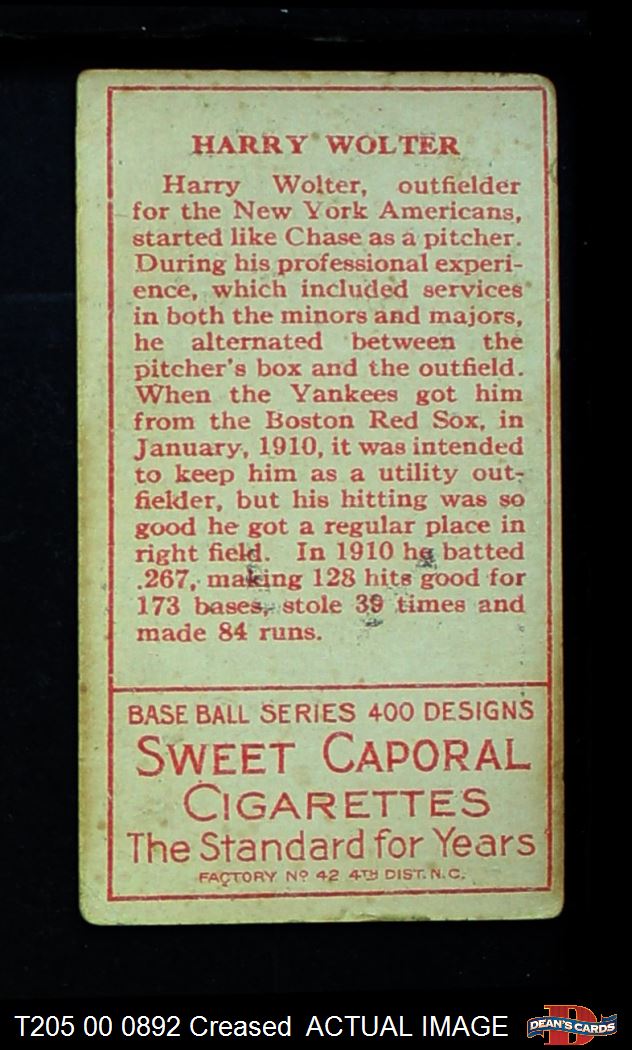 HARRY WOLTER
Harry Wolter, outfielder
for the New York Americans,
started like Chase as a pitcher.
During his professional experi-
ence, which included services
in both the minors and majors,
he alternated between the
pitcher's box and the outfield.
When the Yankees got him
from the Boston Red Sox, in
January, 1910, it was intended
to keep him as a utility out-
fielder, but his hitting was so
good he got a regular place in
right field. In 1910 he batted
.267, making 128 hits good for
173 bases, stole 39 times and
made 84 runs.
BASE BALL SERIES 400 DESIGNS
SWEET CAPORAL
CIGARETTES
The Standard for Years
FACTORY Nº 42 4TH DIST. N.C.
T205 00 0892 Creased ACTUAL IMAGE
D
DEAN'S CARDS